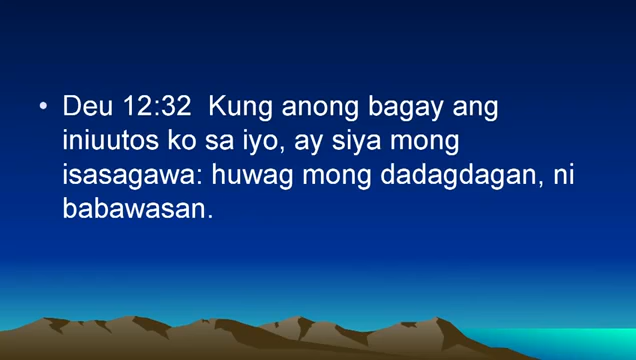 • Deu 12:32  Kung anong bagay ang
iniuutos ko sa iyo, ay siya mong
isasagawa: huwag mong dadagdagan, ni
babawasan.